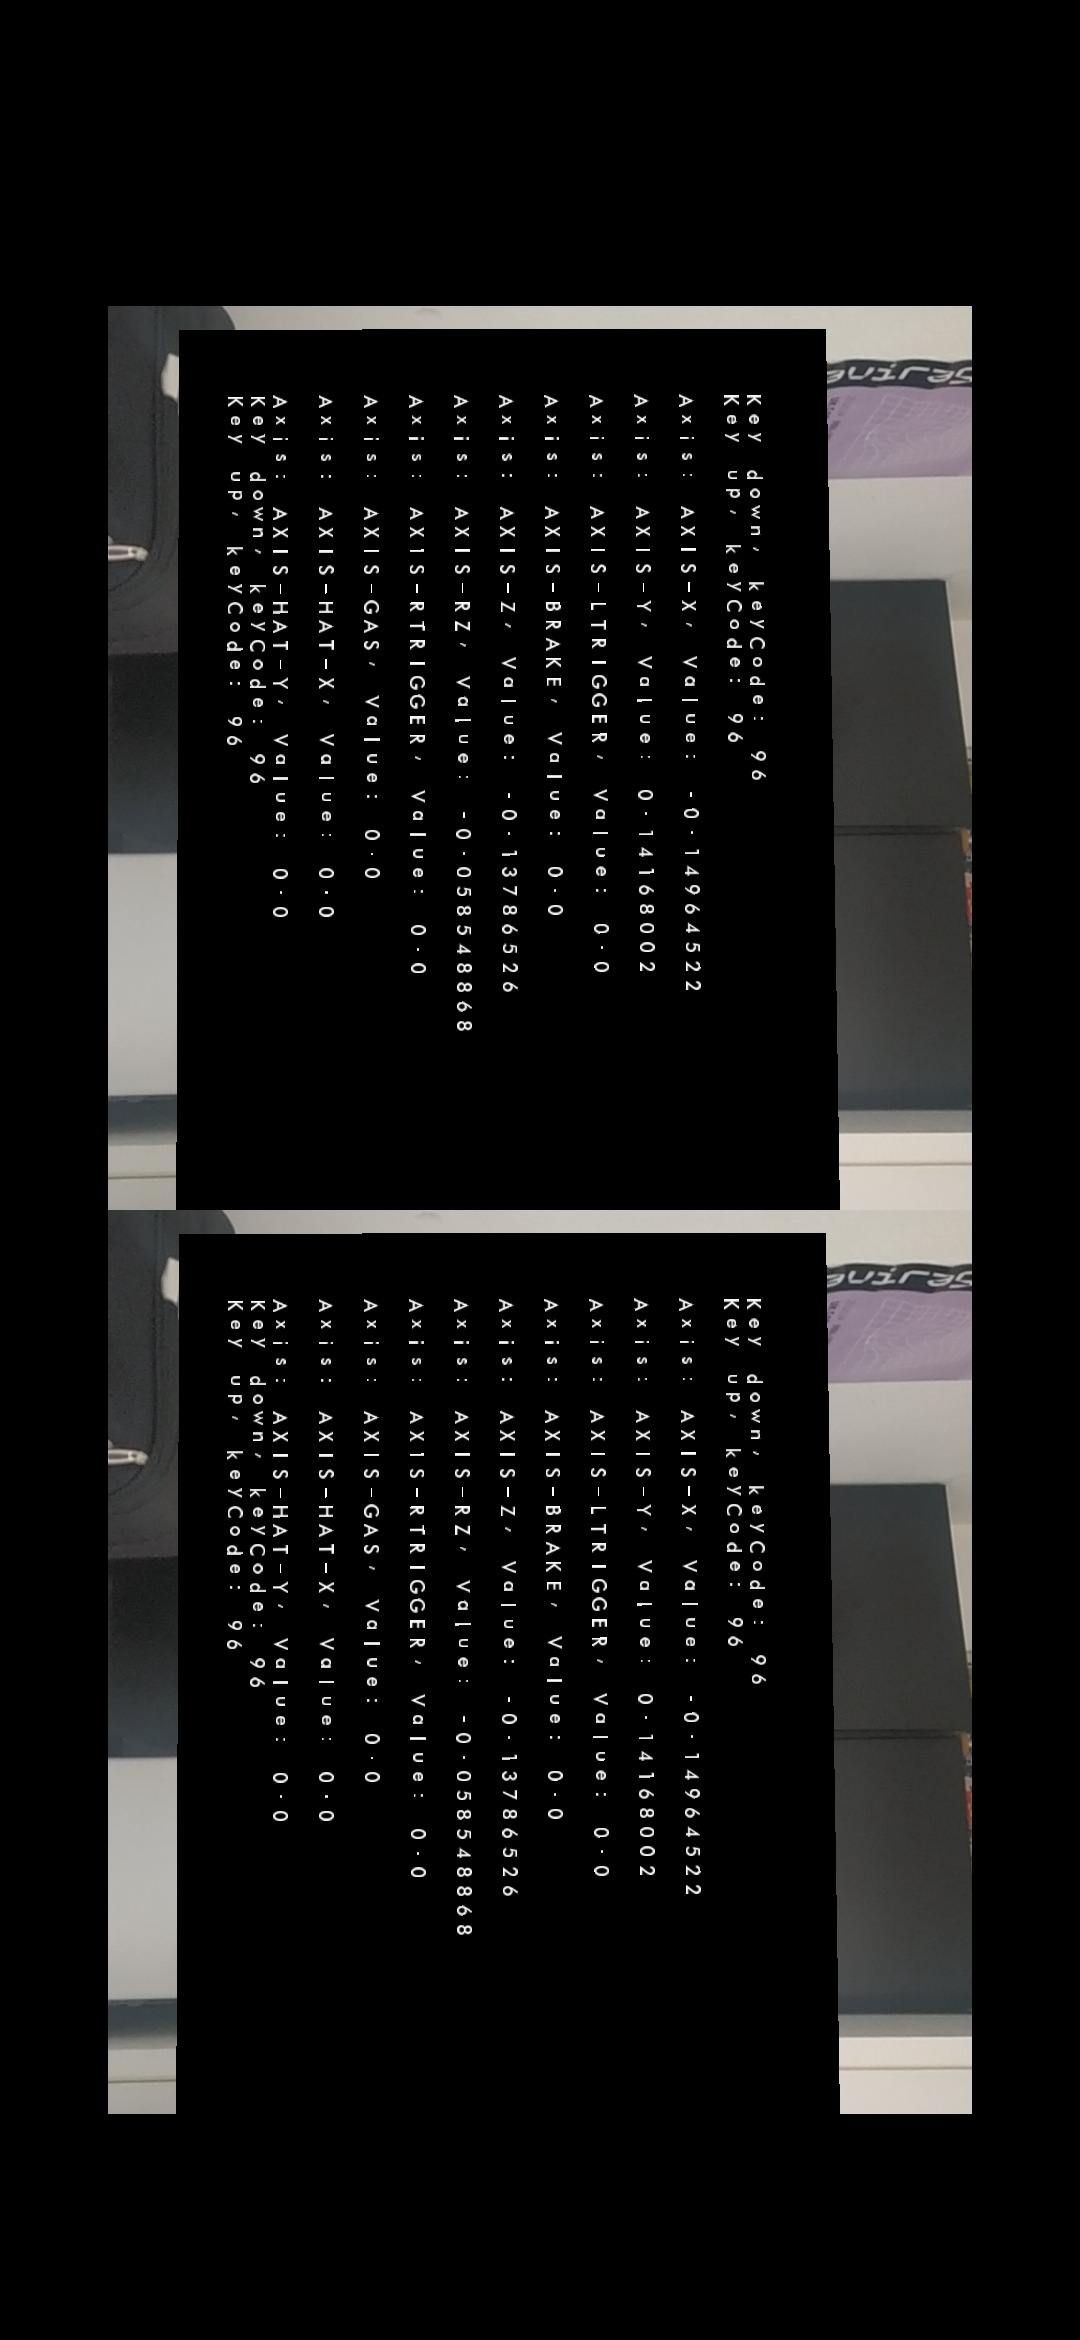 Seline
Key down, keyCode: 96
Key up, keyCode: 96
Axis: AXIS-X, Value: -0.14964522
Axis: AXIS-Y, Value: 0.14168002
Axis: AXIS-LTRIGGER, Value: 0.0
Axis: AXIS-BRAKE, Value: 0.0
Axis: AXIS-Z, Value: -0.13786526
Axis: AXIS-RZ, Value: -0.058548868
Axis: AXIS-RTRIGGER, Value: 0.0
Axis: AXIS-GAS, Value: 0.0
Axis: AXIS-HAT-X, Value: 0.0
Axis: AXIS-HAT-Y, Value: 0.0
Key down, keyCode: 96
Key up, keyCode: 96
Seline
Key down, keyCode: 96
Key up, keyCode: 96
Axis: AXIS-X, Value: -0.14964522
Axis: AXIS-Y, Value: 0.14168002
Axis: AXIS-LTRIGGER, Value: 0.0
Axis: AXIS-BRAKE, Value: 0.0
Axis: AXIS-Z, Value: -0.13786526
Axis: AXIS-RZ, Value: -0.058548868
Axis: AXIS-RTRIGGER, Value: 0.0
Axis: AXIS-GAS, Value: 0.0
Axis: AXIS-HAT-X, Value: 0.0
Axis: AXIS-HAT-Y, Value: 0.0
Key down, keyCode: 96
Key up, keyCode: 96